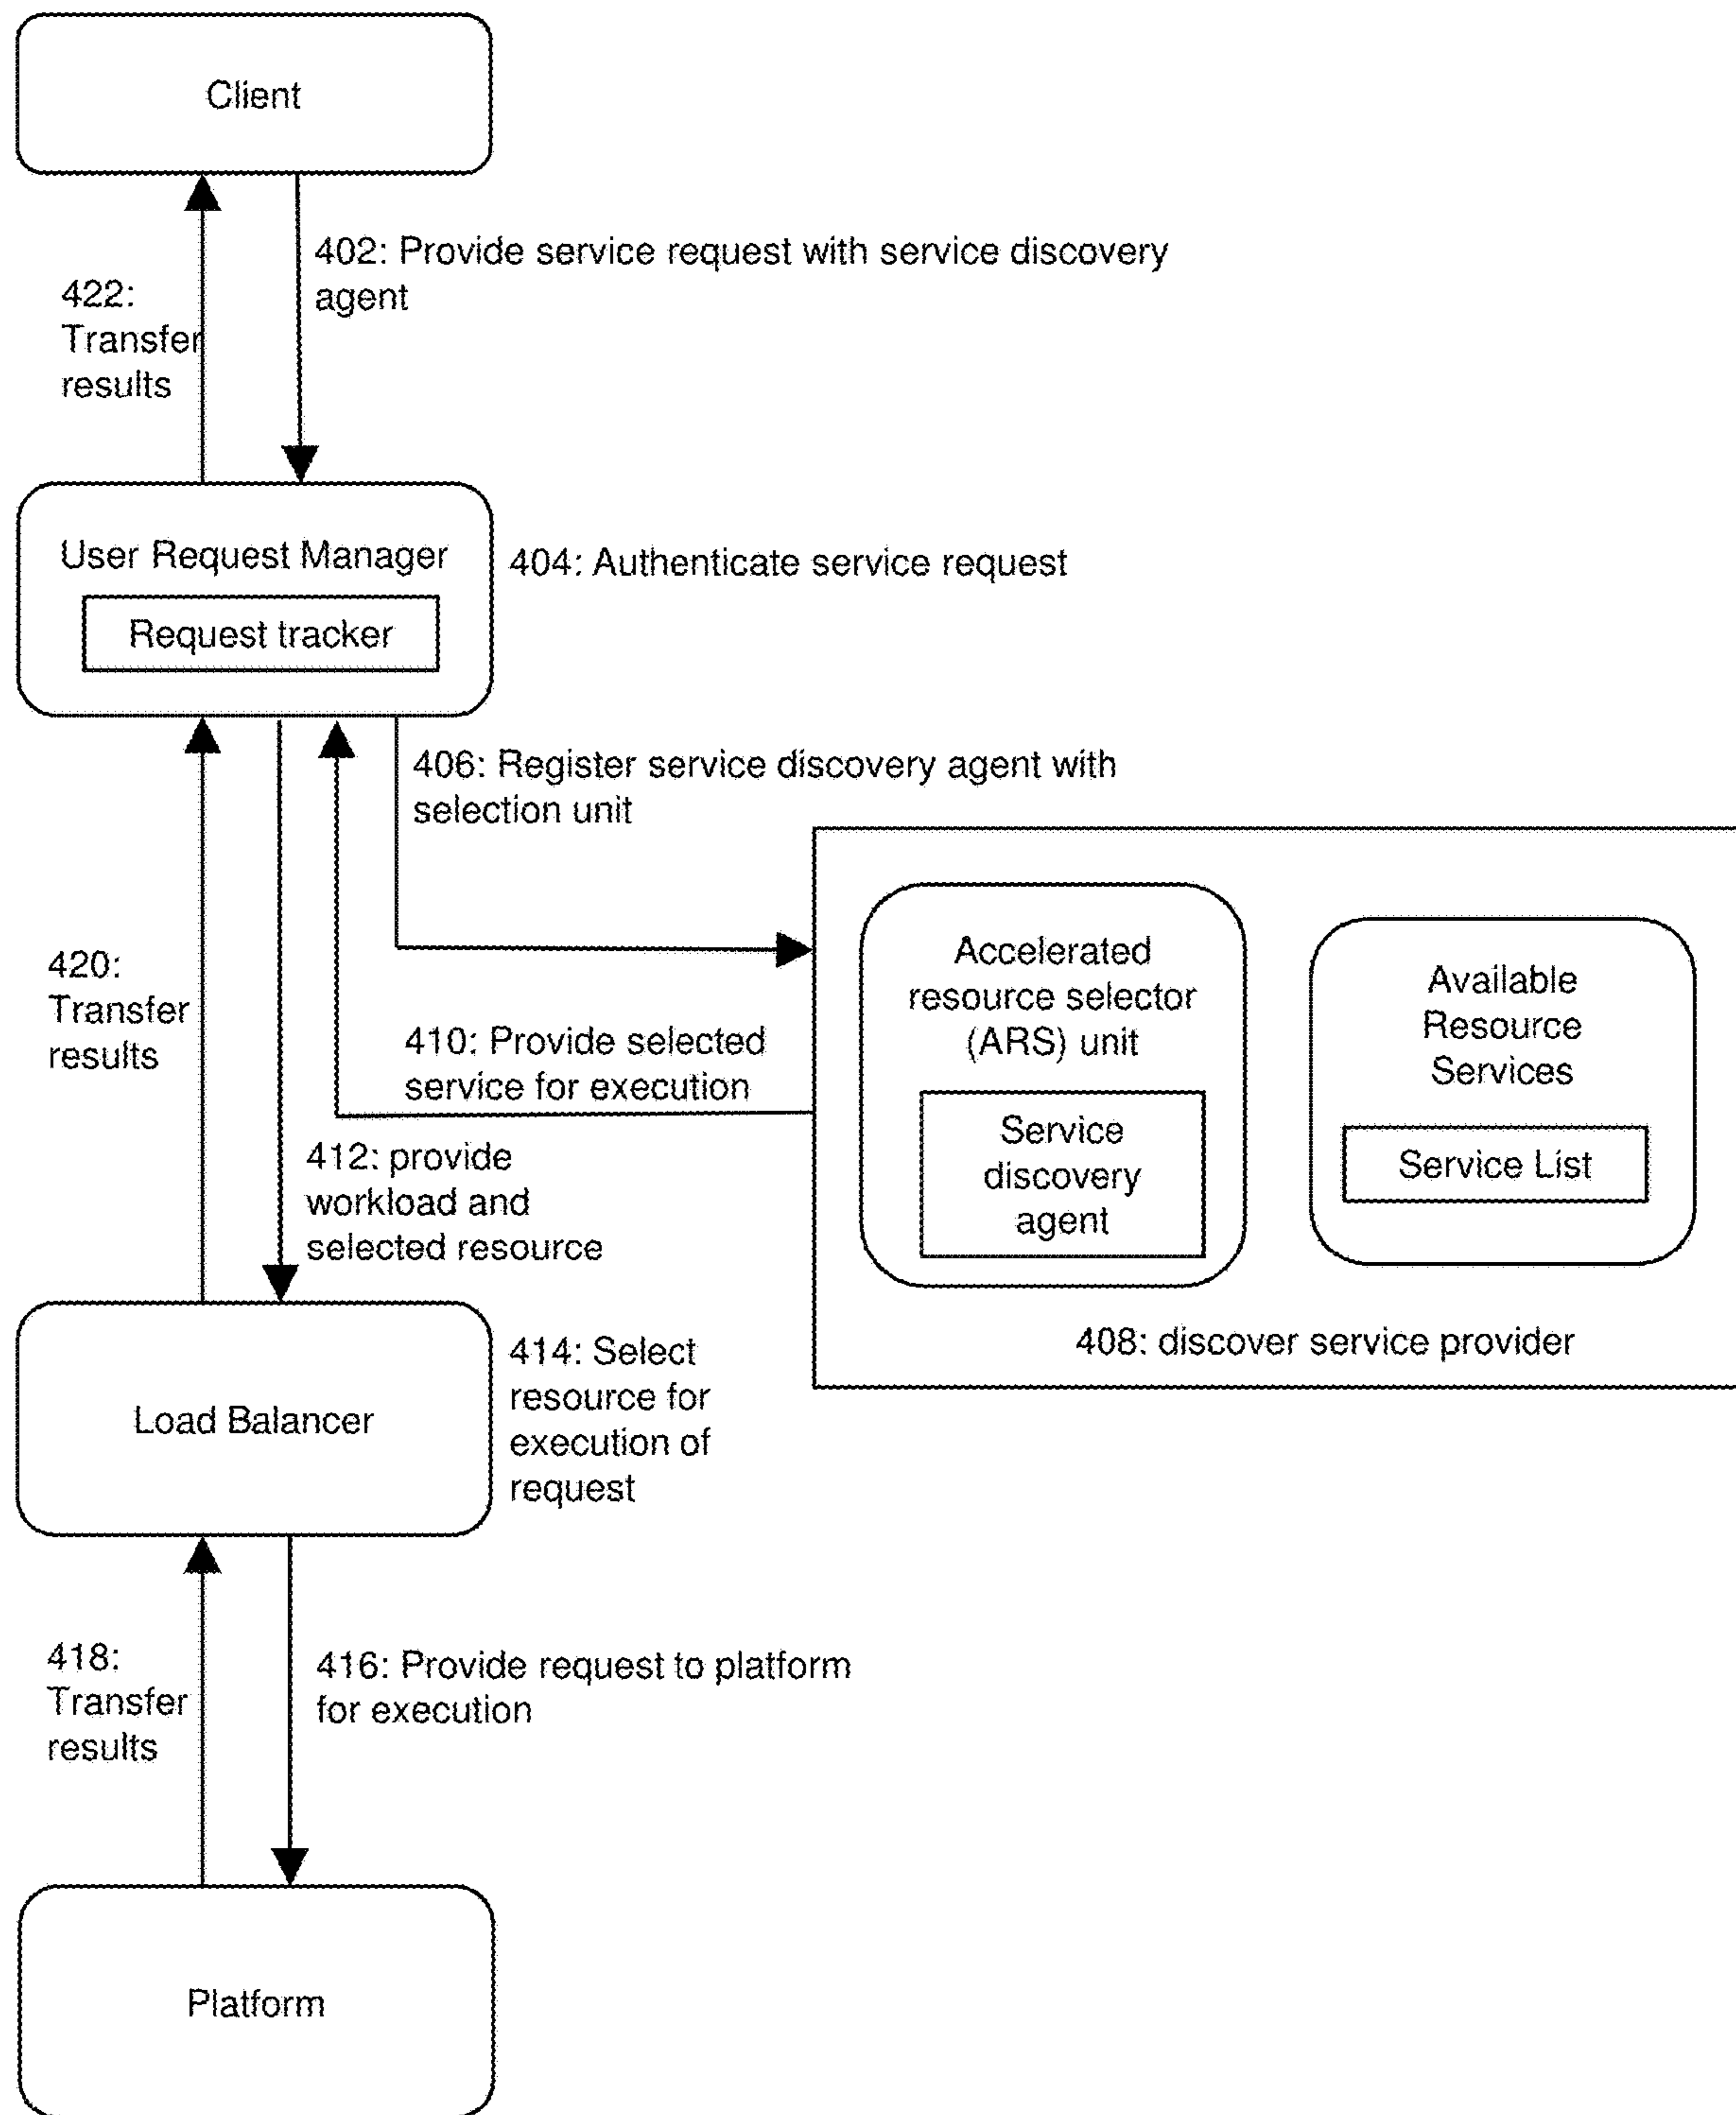 Client
402: Provide service request with service discovery
agent
422:
Transfer
results
User Request Manager
Request tracker
404: Authenticate service request
406: Register service discovery agent with
selection unit
420:
Transfer
results
410: Provide selected
service for execution
Accelerated
resource selector
(ARS) unit
Service
discovery
agent
Available
Resource
Services
Service List
408: discover service provider
412: provide
workload and
selected resource
Load Balancer
414: Select
resource for
execution of
request
418:
Transfer
results
416: Provide request to platform
for execution
Platform